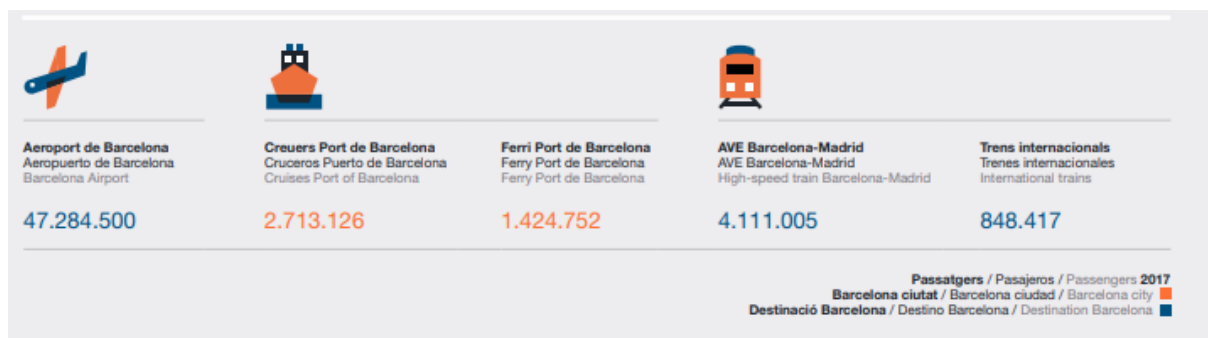 Aeroport de Barcelona
Aeropuerto de Barcelona
Barcelona Airport
47.284.500
Creuers Port de Barcelona
Cruceros Puerto de Barcelona
Cruises Port of Barcelona
2.713.126
Ferri Port de Barcelona
Ferry Port de Barcelona
Ferry Port de Barcelona
1.424.752
AVE Barcelona-Madrid
AVE Barcelona-Madrid
High-speed train Barcelona-Madrid
4.111.005
Trens internacionals
Trenes internacionales
International trains
848.417
Passatgers / Pasajeros / Passengers 2017
Barcelona ciutat / Barcelona ciudad / Barcelona city
Destinació Barcelona / Destino Barcelona / Destination Barcelona